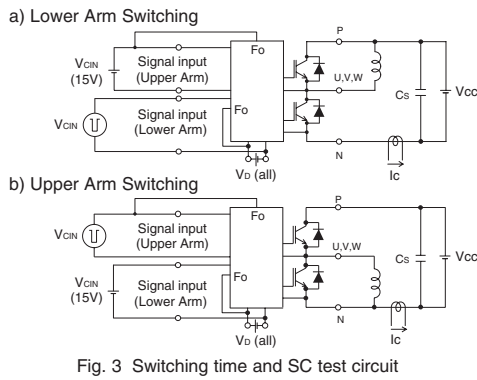 a) Lower Arm Switching
P
Fo
VCIN
(15V)
Signal input
(Upper Arm)
U,V,W
Signal input
(Lower Arm)
VCIN
Fo
CS
VCC
N
VD (all)
IC
b) Upper Arm Switching
P
Fo
VCIN
Signal input
(Upper Arm)
U,V,W
VCIN
(15V)
Signal input
(Lower Arm)
Fo
CS
VCC
N
VD (all)
IC
Fig. 3 Switching time and SC test circuit